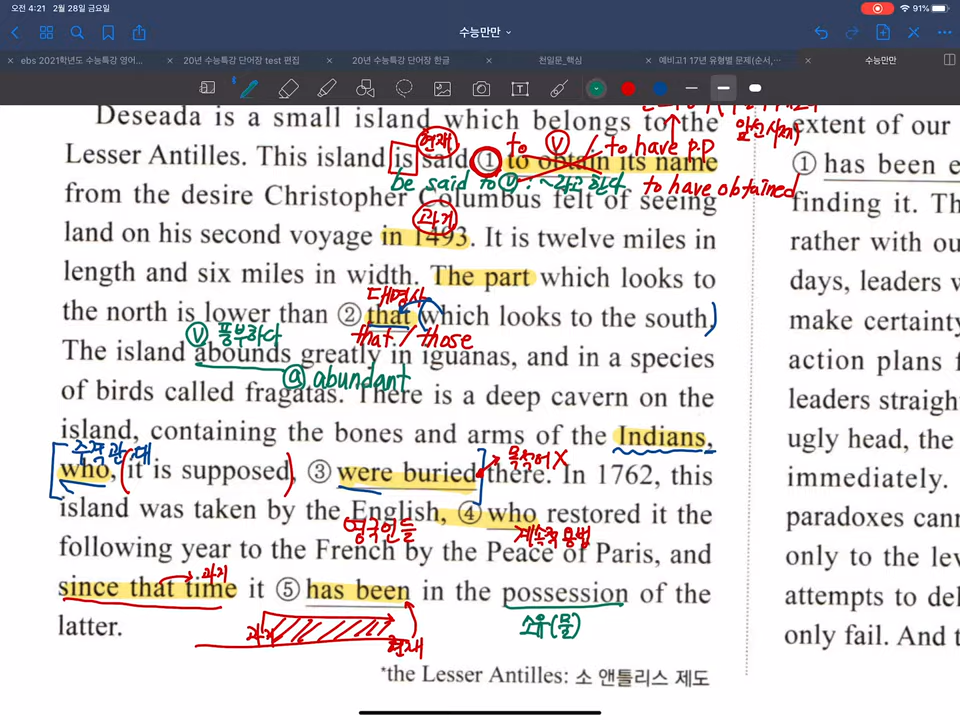 오후 4:21 2월 28일 금요일
91%
수능만만
ebs 2021학년도 수능특강 영어...
20년 수능특강 단어장 test 편집
20년 수능특강 단어장 한글
천일문_핵심
예비고1 17년 유형별 문제(순서,...
수능만만
Deseada is a small island which belongs to the
현재 to V / to have p.p
Lesser Antilles. This island is said ① to obtain its name
be said to V : ~라고 한다 to have obtained
from the desire Christopher Columbus felt of seeing
과거
land on his second voyage in 1493. It is twelve miles in
length and six miles in width. The part which looks to
대명사
the north is lower than ② that which looks to the south.
V 풍부하다 that / those
The island abounds greatly in iguanas, and in a species
ⓐ abundant
of birds called fragatas. There is a deep cavern on the
island, containing the bones and arms of the Indians,
주격 관·대 목적어 X
who, it is supposed, ③ were buried there. In 1762, this
island was taken by the English, ④ who restored it the
영국인들 계속적 용법
following year to the French by the Peace of Paris, and
과거
since that time it ⑤ has been in the possession of the
latter.
과거 현재 소유(물)
*the Lesser Antilles: 소 앤틀리스 제도
extent of our
① has been e
finding it. Th
rather with ou
days, leaders w
make certainty
action plans f
leaders straigh
ugly head, the
immediately.
paradoxes cann
only to the lev
attempts to del
only fail. And t